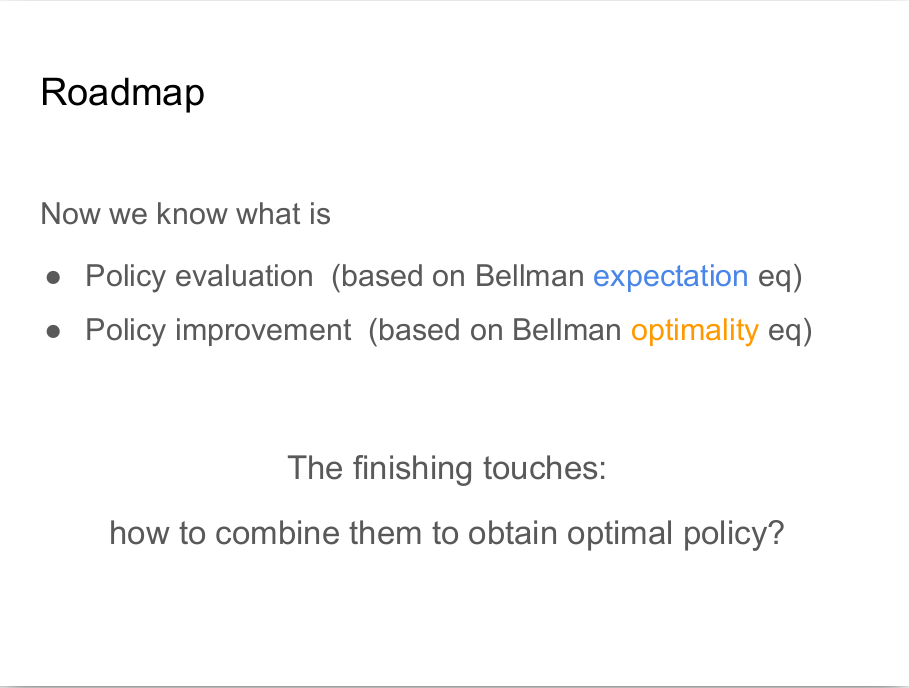 Roadmap
Now we know what is
● Policy evaluation (based on Bellman expectation eq)
● Policy improvement (based on Bellman optimality eq)
The finishing touches:
how to combine them to obtain optimal policy?